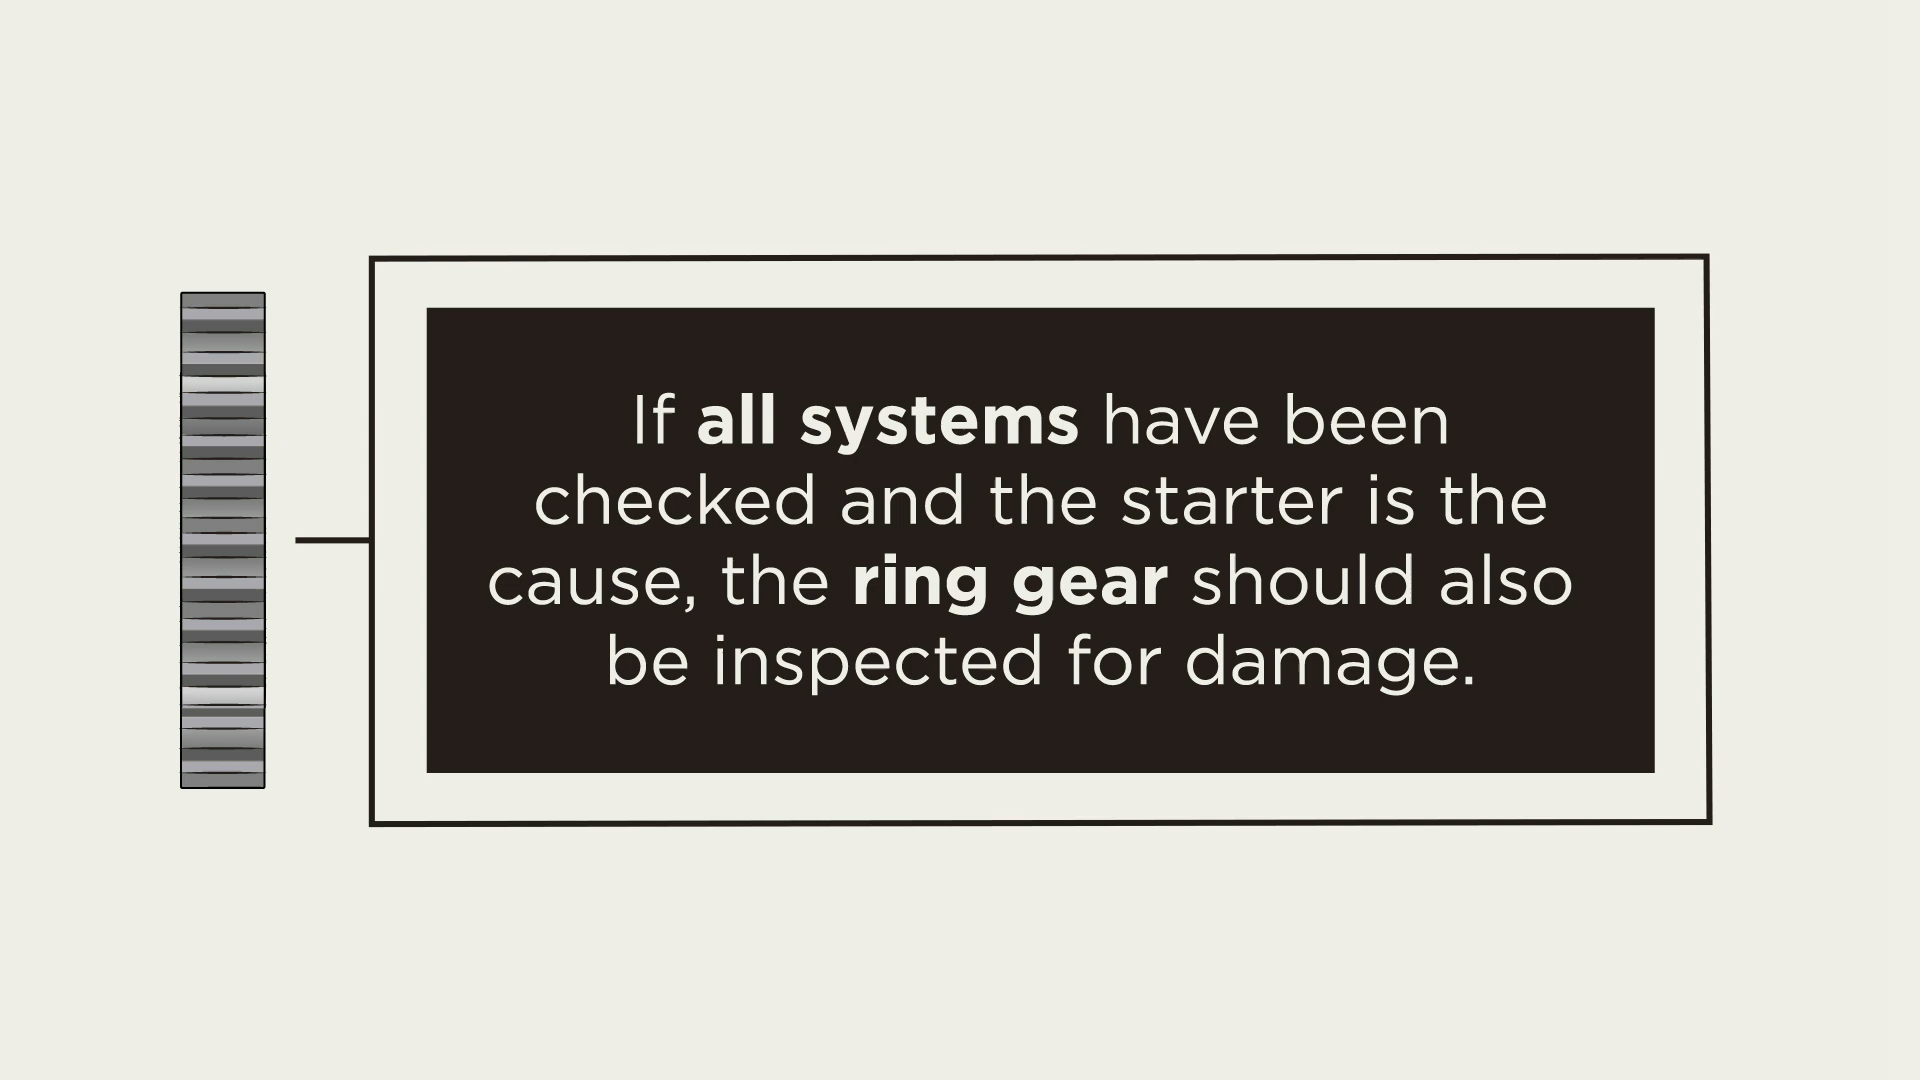 If all systems have been
checked and the starter is the
cause, the ring gear should also
be inspected for damage.